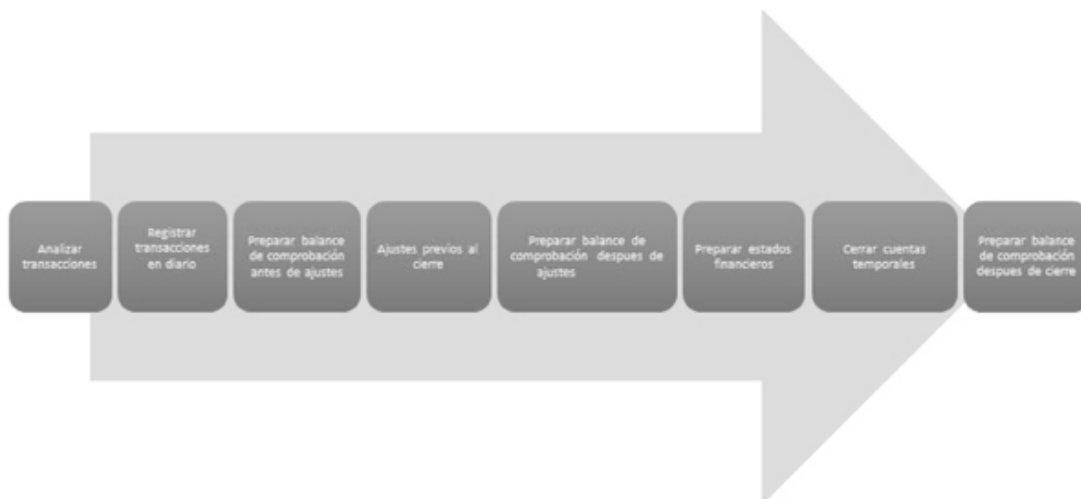 Analizar
transacciones
Registrar
transacciones
en diario
Preparar balance
de comprobación
antes de ajustes
Ajustes previos al
cierre
Preparar balance de
comprobación despues de
ajustes
Preparar estados
financieros
Cerrar cuentas
temporales
Preparar balance
de comprobación
despues de cierre